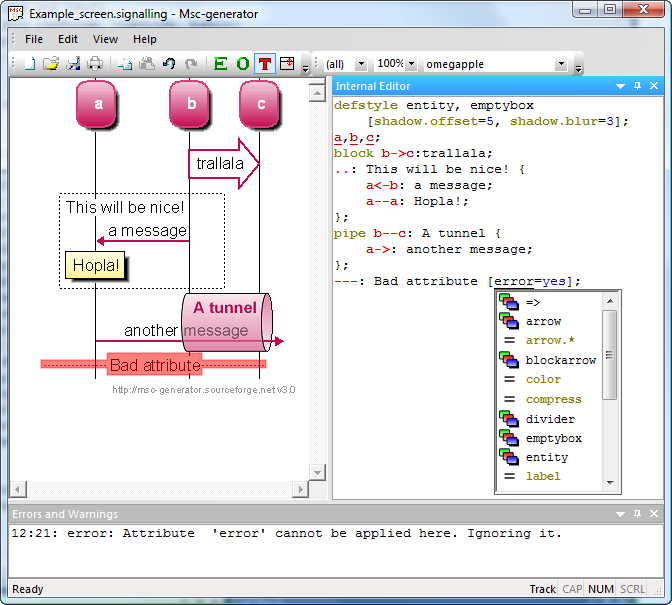 Example_screen.signalling - Msc-generator
File Edit View Help
E O T (all) 100% omegapple
a b c
trallala
This will be nice!
a message
Hopla!
A tunnel
another message
Bad attribute
http://msc-generator.sourceforge.net v3.0
Internal Editor
defstyle entity, emptybox
[shadow.offset=5, shadow.blur=3];
a,b,c;
block b->c:trallala;
..: This will be nice! {
a<-b: a message;
a--a: Hopla!;
};
pipe b--c: A tunnel {
a->: another message;
};
---: Bad attribute [error=yes];
=>
arrow
= arrow.*
blockarrow
= color
= compress
divider
emptybox
entity
= label
Errors and Warnings
12:21: error: Attribute  'error' cannot be applied here. Ignoring it.
Ready Track CAP NUM SCRL